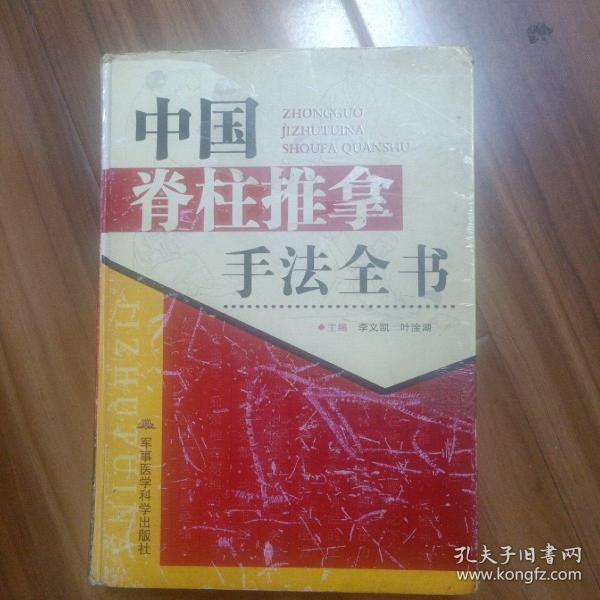 中国
ZHONGGUO
JIZHUTUINA
SHOUFA QUANSHU
脊柱推拿
手法全书
◆主编 李义凯 叶淦湖
JIZHUTUINA
军事医学科学出版社
孔夫子旧书网
www.kongfz.com